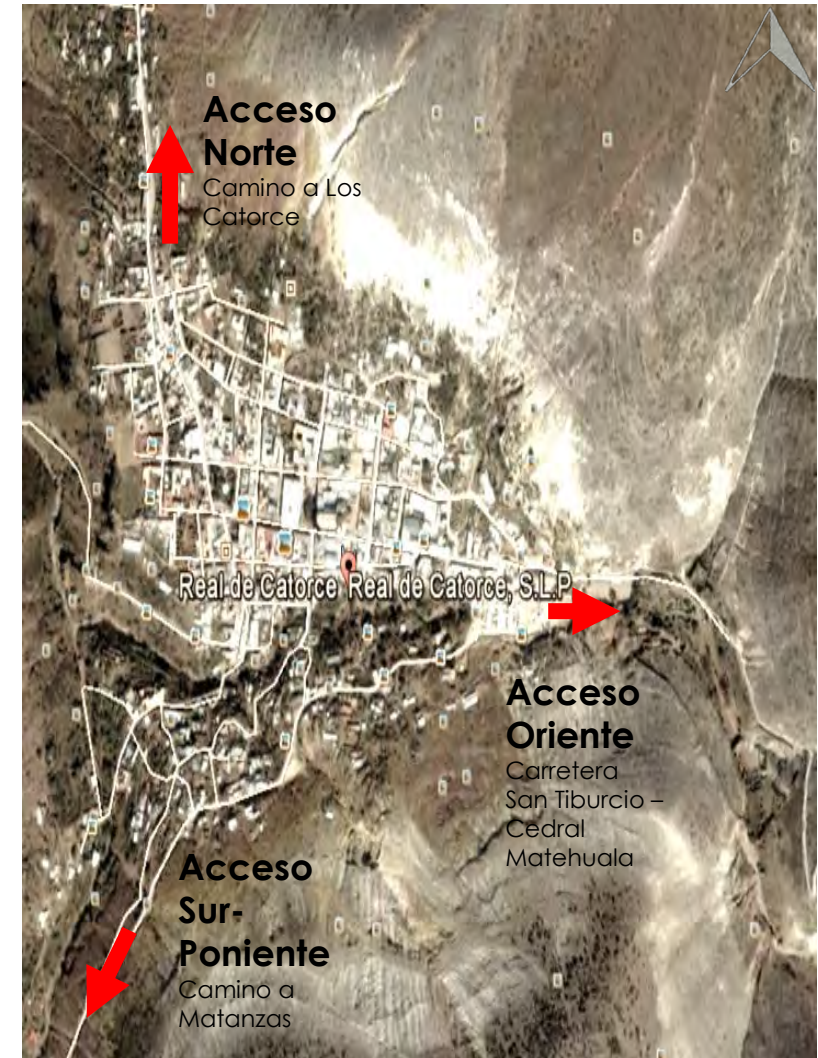 Acceso
Norte
Camino a Los
Catorce
Real de Catorce Real de Catorce, S.L.P
Acceso
Oriente
Carretera
San Tiburcio –
Cedral
Matehuala
Acceso
Sur-
Poniente
Camino a
Matanzas